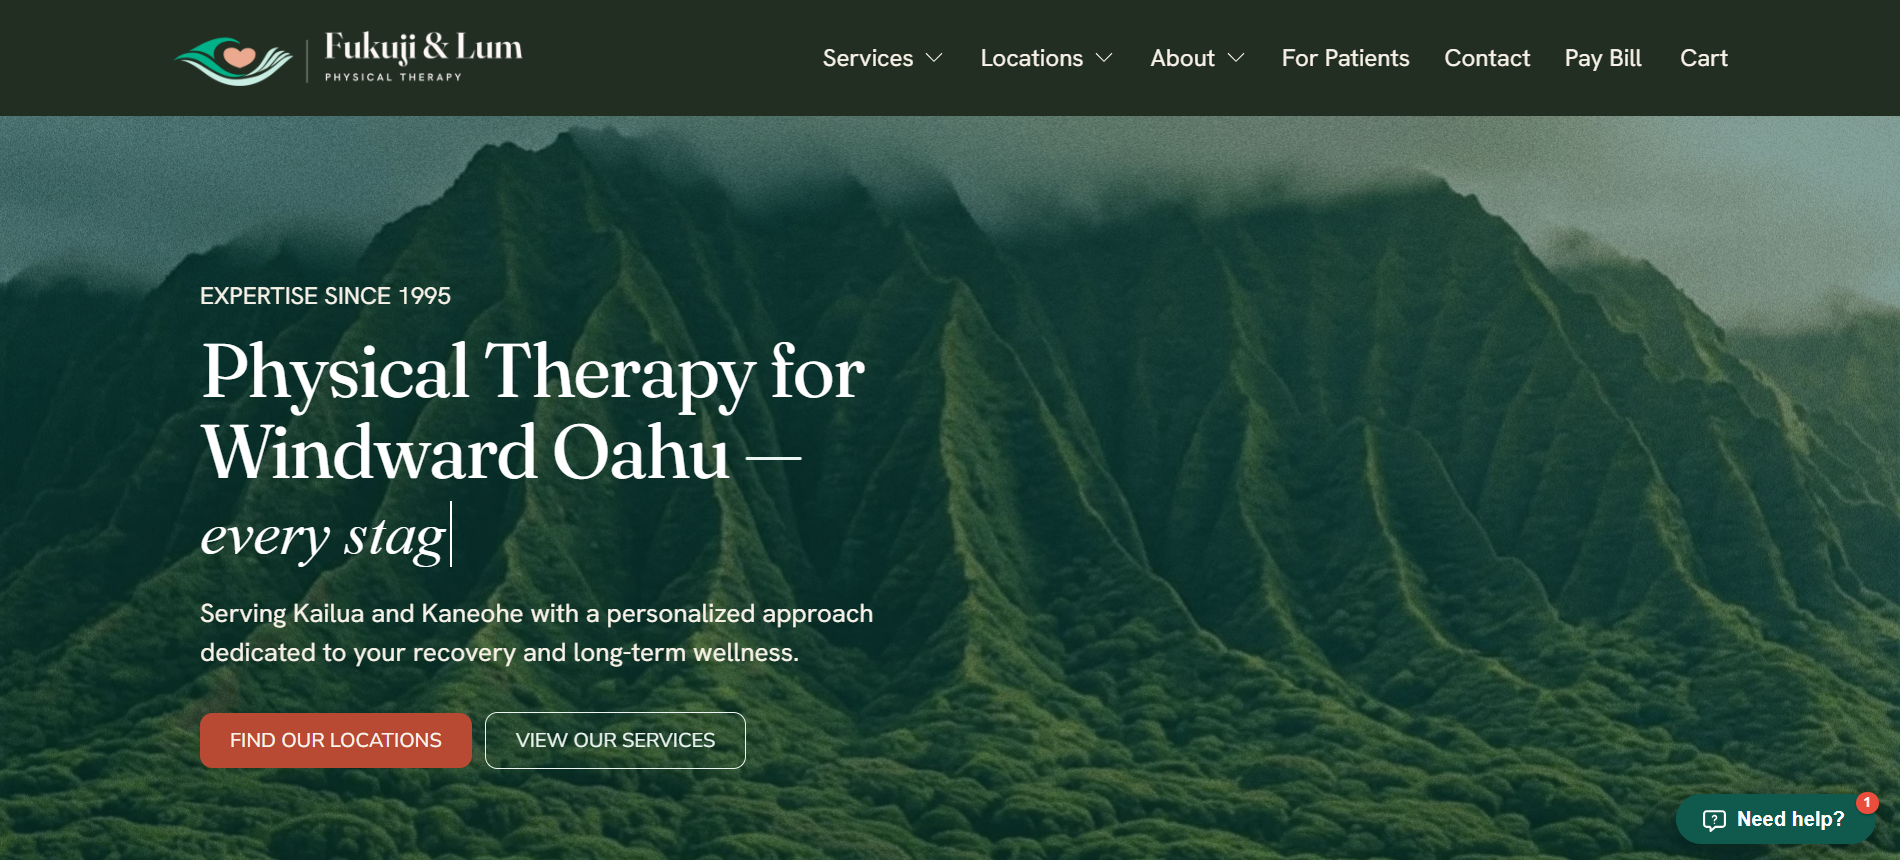 Fukuji & Lum
PHYSICAL THERAPY
Services
Locations
About
For Patients
Contact
Pay Bill
Cart
EXPERTISE SINCE 1995
Physical Therapy for
Windward Oahu —
every stag
Serving Kailua and Kaneohe with a personalized approach
dedicated to your recovery and long-term wellness.
FIND OUR LOCATIONS
VIEW OUR SERVICES
Need help?
1